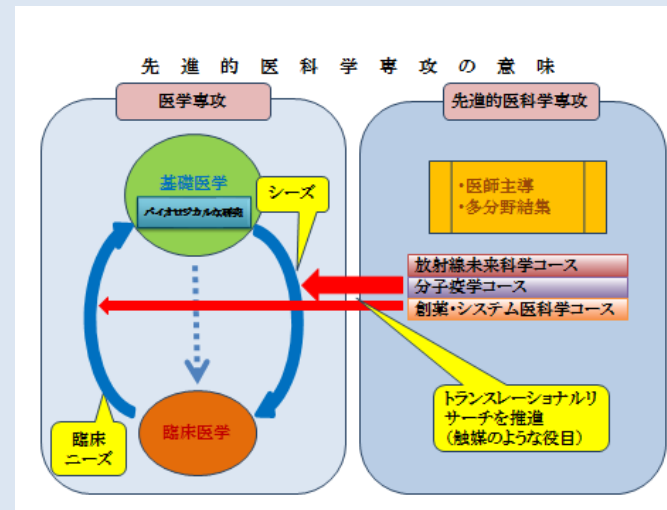 先進的医科学専攻の意味
医学専攻
先進的医科学専攻
基礎医学
バイオロジカルな研究
シーズ
・医師主導
・多分野結集
放射線未来科学コース
分子疫学コース
創薬・システム医科学コース
臨床医学
臨床
ニーズ
トランスレーショナルリ
サーチを推進
(触媒のような役目)